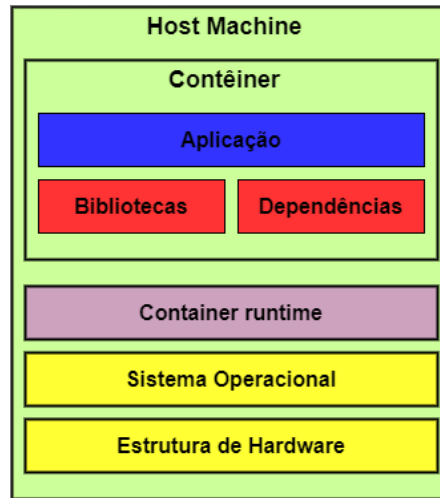 Host Machine
Contêiner
Aplicação
Bibliotecas
Dependências
Container runtime
Sistema Operacional
Estrutura de Hardware